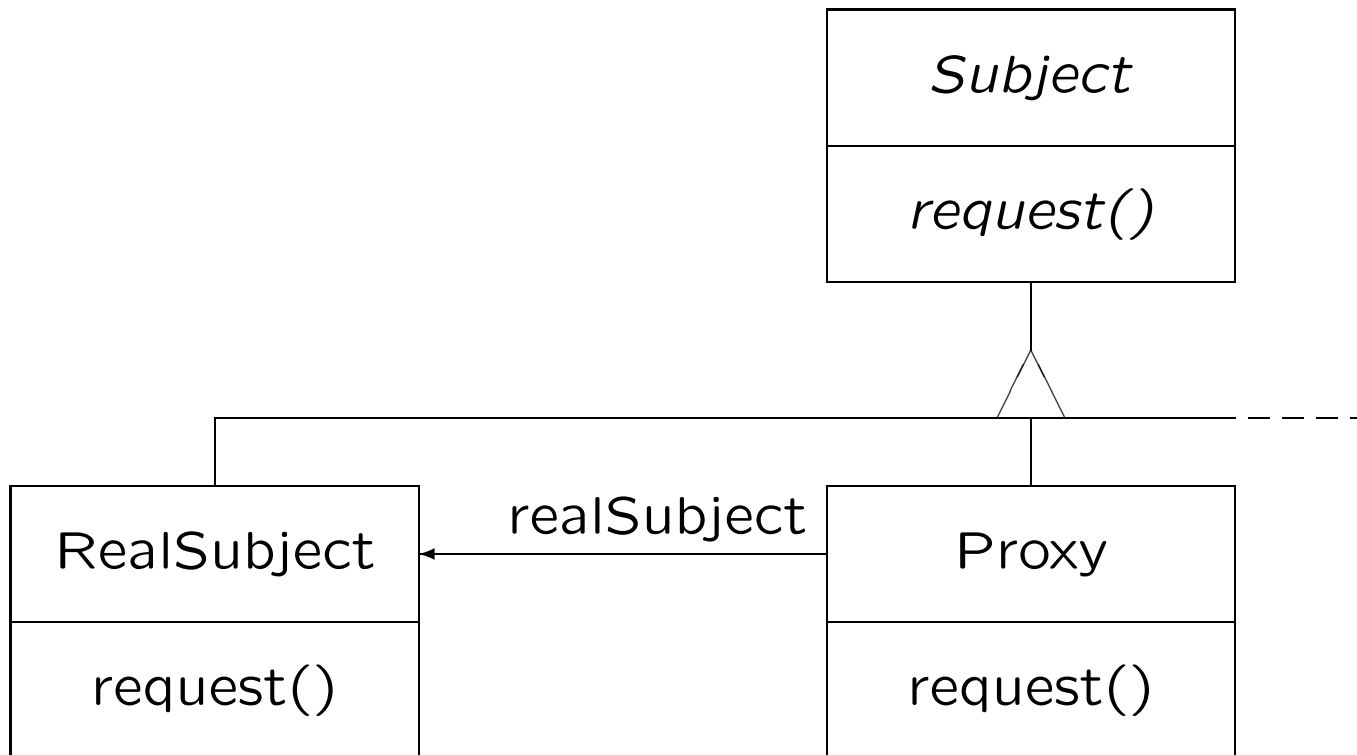 Subject
request()
realSubject
RealSubject
Proxy
request()
request()